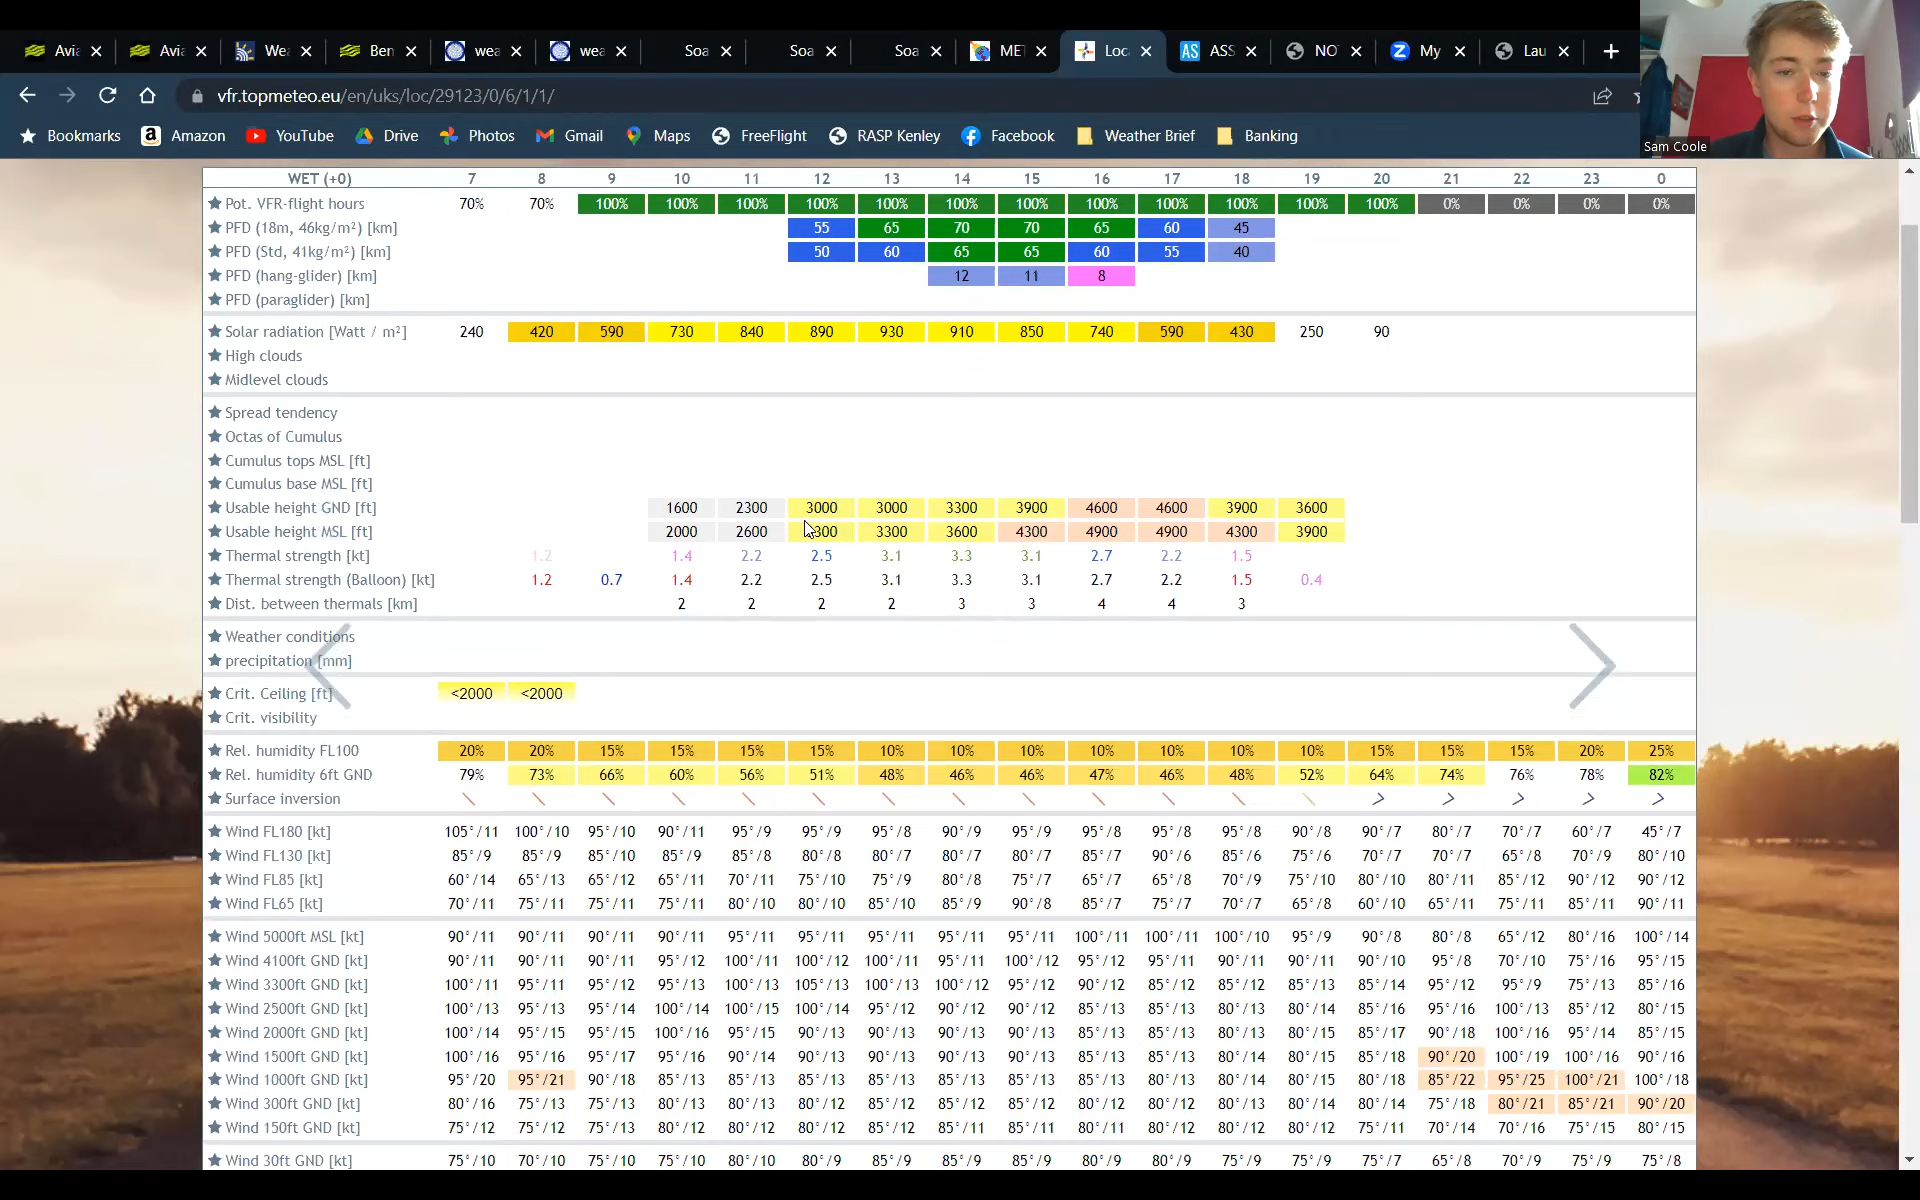 Avia Avia Wea Ben wea wea Soa Soa Soa ME Loc ASS NO My Lau
vfr.topmeteo.eu/en/uks/loc/29123/0/6/1/1/
Bookmarks Amazon YouTube Drive Photos Gmail Maps FreeFlight RASP Kenley Facebook Weather Brief Banking
Sam Coole
WET (+0) 7 8 9 10 11 12 13 14 15 16 17 18 19 20 21 22 23 0
Pot. VFR-flight hours 70% 70% 100% 100% 100% 100% 100% 100% 100% 100% 100% 100% 100% 100% 0% 0% 0% 0%
PFD (18m, 46kg/m²) [km] 55 65 70 70 65 60 45
PFD (Std, 41kg/m²) [km] 50 60 65 65 60 55 40
PFD (hang-glider) [km] 12 11 8
PFD (paraglider) [km]
Solar radiation [Watt / m²] 240 420 590 730 840 890 930 910 850 740 590 430 250 90
High clouds
Midlevel clouds
Spread tendency
Octas of Cumulus
Cumulus tops MSL [ft]
Cumulus base MSL [ft]
Usable height GND [ft] 1600 2300 3000 3000 3300 3900 4600 4600 3900 3600
Usable height MSL [ft] 2000 2600 3300 3300 3600 4300 4900 4900 4300 3900
Thermal strength [kt] 1.2 1.4 2.2 2.5 3.1 3.3 3.1 2.7 2.2 1.5
Thermal strength (Balloon) [kt] 1.2 0.7 1.4 2.2 2.5 3.1 3.3 3.1 2.7 2.2 1.5 0.4
Dist. between thermals [km] 2 2 2 2 3 3 4 4 3
Weather conditions
precipitation [mm]
Crit. Ceiling [ft] <2000 <2000
Crit. visibility
Rel. humidity FL100 20% 20% 15% 15% 15% 15% 10% 10% 10% 10% 10% 10% 10% 15% 15% 15% 20% 25%
Rel. humidity 6ft GND 79% 73% 66% 60% 56% 51% 48% 46% 46% 47% 46% 48% 52% 64% 74% 76% 78% 82%
Surface inversion
Wind FL180 [kt] 105°/11 100°/10 95°/10 90°/11 95°/9 95°/9 95°/8 90°/9 95°/9 95°/8 95°/8 95°/8 90°/8 90°/7 80°/7 70°/7 60°/7 45°/7
Wind FL130 [kt] 85°/9 85°/9 85°/10 85°/9 85°/8 80°/8 80°/7 80°/7 80°/7 85°/7 90°/6 85°/6 75°/6 70°/7 70°/7 65°/8 70°/9 80°/10
Wind FL85 [kt] 60°/14 65°/13 65°/12 65°/11 70°/11 75°/10 75°/9 80°/8 75°/7 65°/7 65°/8 70°/9 75°/10 80°/10 80°/11 85°/12 90°/12 90°/12
Wind FL65 [kt] 70°/11 75°/11 75°/11 75°/11 80°/10 80°/10 85°/10 85°/9 90°/8 85°/7 75°/7 70°/7 65°/8 60°/10 65°/11 75°/11 85°/11 90°/11
Wind 5000ft MSL [kt] 90°/11 90°/11 90°/11 90°/11 95°/11 95°/11 95°/11 95°/11 95°/11 100°/11 100°/11 100°/10 95°/9 90°/8 80°/8 65°/12 80°/16 100°/14
Wind 4100ft GND [kt] 90°/11 90°/11 90°/11 95°/12 100°/11 100°/12 100°/11 95°/11 100°/12 95°/12 95°/11 90°/11 90°/11 90°/10 95°/8 70°/10 75°/16 95°/15
Wind 3300ft GND [kt] 100°/11 95°/11 95°/12 95°/13 100°/13 105°/13 100°/13 100°/12 95°/12 90°/12 85°/12 85°/12 85°/13 85°/14 95°/12 95°/9 75°/13 85°/16
Wind 2500ft GND [kt] 100°/13 95°/13 95°/14 100°/14 100°/15 100°/14 95°/12 90°/12 90°/12 85°/13 85°/13 80°/13 80°/14 85°/16 95°/16 100°/13 85°/12 80°/15
Wind 2000ft GND [kt] 100°/14 95°/15 95°/15 100°/16 95°/15 90°/13 90°/13 90°/13 90°/13 85°/13 85°/13 80°/13 80°/15 85°/17 90°/18 100°/16 95°/14 85°/15
Wind 1500ft GND [kt] 100°/16 95°/16 95°/17 95°/16 90°/14 90°/13 90°/13 90°/13 90°/13 85°/13 85°/13 80°/14 80°/15 85°/18 90°/20 100°/19 100°/16 90°/16
Wind 1000ft GND [kt] 95°/20 95°/21 90°/18 85°/13 85°/13 85°/13 85°/12 85°/12 85°/12 85°/12 80°/13 80°/14 80°/15 80°/18 85°/22 95°/25 100°/21 100°/18
Wind 300ft GND [kt] 80°/16 75°/13 75°/13 80°/13 80°/13 80°/12 85°/12 85°/12 85°/12 80°/12 80°/12 80°/13 80°/14 80°/14 75°/18 80°/21 85°/21 90°/20
Wind 150ft GND [kt] 75°/12 75°/12 75°/13 80°/12 80°/12 80°/12 85°/12 85°/11 85°/11 80°/11 80°/12 80°/12 80°/12 75°/11 70°/14 70°/16 75°/15 80°/15
Wind 30ft GND [kt] 75°/10 70°/10 75°/10 75°/10 80°/10 80°/9 85°/9 85°/9 85°/9 80°/9 80°/9 75°/9 75°/9 75°/7 65°/8 70°/9 75°/9 75°/8